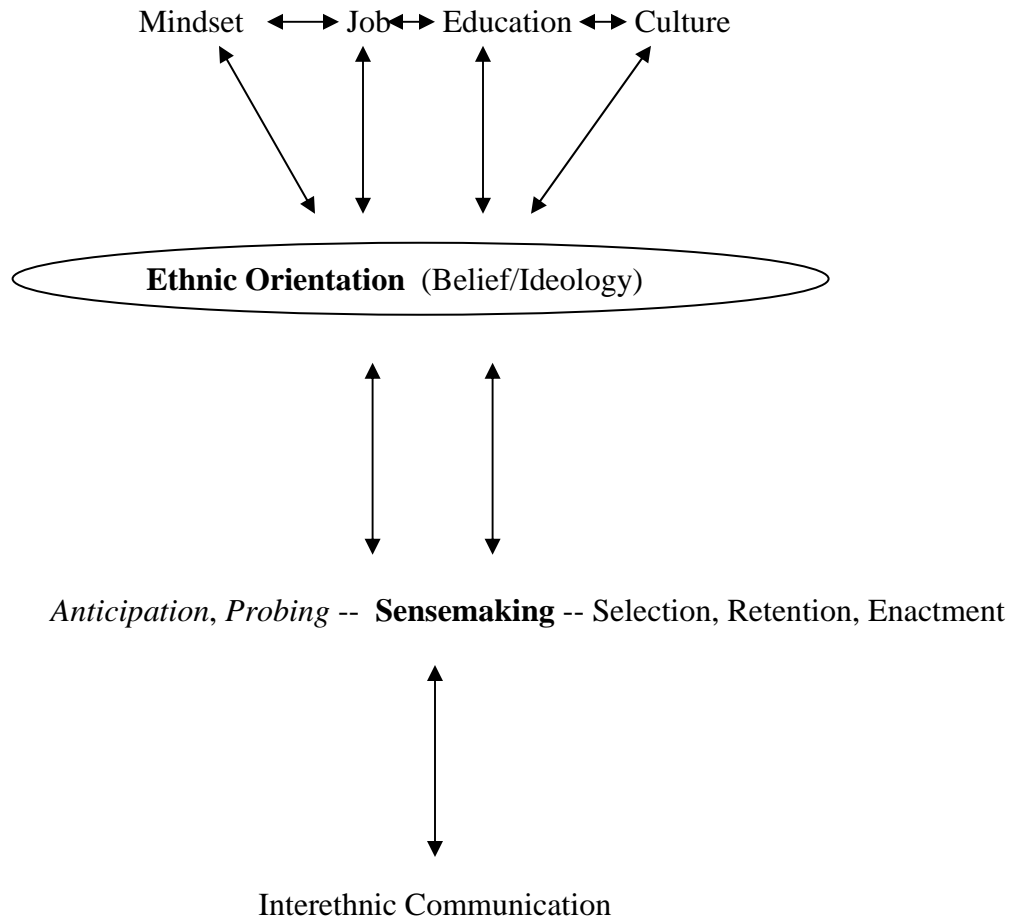 Mindset Job Education Culture
Ethnic Orientation (Belief/Ideology)
Anticipation, Probing -- Sensemaking -- Selection, Retention, Enactment
Interethnic Communication